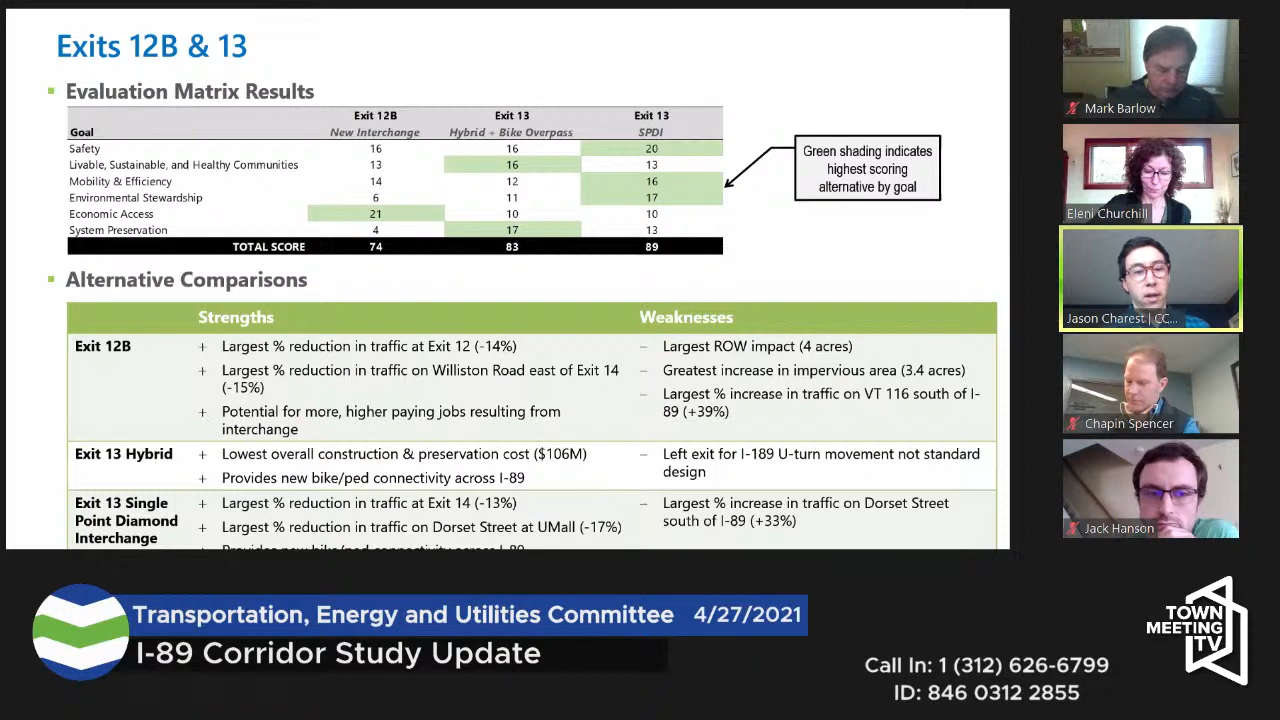 Exits 12B & 13
Evaluation Matrix Results
Exit 12B Exit 13 Exit 13
Goal New Interchange Hybrid + Bike Overpass SPDI
Safety 16 16 20
Livable, Sustainable, and Healthy Communities 13 16 13
Mobility & Efficiency 14 12 16
Environmental Stewardship 6 11 17
Economic Access 21 10 10
System Preservation 4 17 13
TOTAL SCORE 74 83 89
Green shading indicates
highest scoring
alternative by goal
Alternative Comparisons
Strengths Weaknesses
Exit 12B + Largest % reduction in traffic at Exit 12 (-14%) – Largest ROW impact (4 acres)
+ Largest % reduction in traffic on Williston Road east of Exit 14 – Greatest increase in impervious area (3.4 acres)
(-15%) – Largest % increase in traffic on VT 116 south of I-
+ Potential for more, higher paying jobs resulting from 89 (+39%)
interchange
Exit 13 Hybrid + Lowest overall construction & preservation cost ($106M) – Left exit for I-189 U-turn movement not standard
+ Provides new bike/ped connectivity across I-89 design
Exit 13 Single + Largest % reduction in traffic at Exit 14 (-13%) – Largest % increase in traffic on Dorset Street
Point Diamond + Largest % reduction in traffic on Dorset Street at UMall (-17%) south of I-89 (+33%)
Interchange + Provides new bike/ped connectivity across I-89
Mark Barlow
Eleni Churchill
Jason Charest | CC...
Chapin Spencer
Jack Hanson
Transportation, Energy and Utilities Committee 4/27/2021
I-89 Corridor Study Update
Call In: 1 (312) 626-6799
ID: 846 0312 2855
TOWN
MEETING
TV